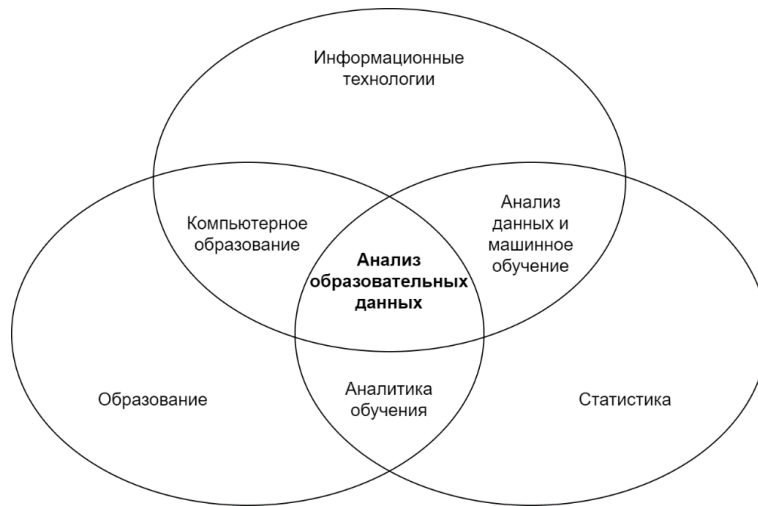 Информационные
технологии
Компьютерное
образование
Анализ
данных и
машинное
обучение
Анализ
образовательных
данных
Образование
Аналитика
обучения
Статистика